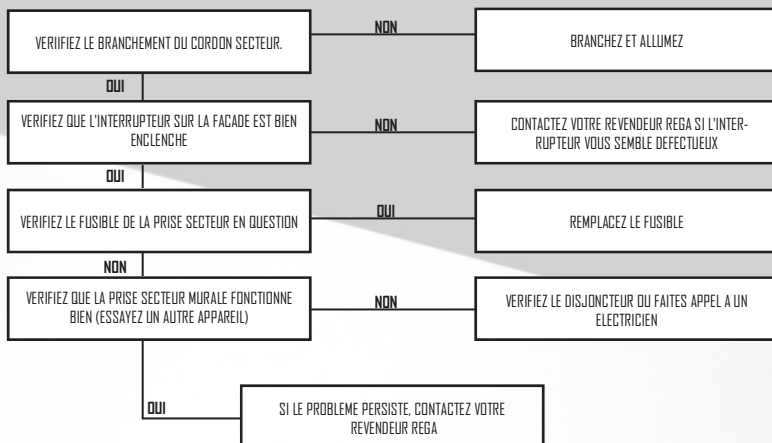 VERIIFIEZ LE BRANCHEMENT DU CORDON SECTEUR.
NON
BRANCHEZ ET ALLUMEZ
OUI
VERIFIEZ QUE L'INTERRUPTEUR SUR LA FACADE EST BIEN
ENCLENCHE
NON
CONTACTEZ VOTRE REVENDEUR REGA SI L'INTER-
RUPTEUR VOUS SEMBLE DEFECTUEUX
OUI
VERIFIEZ LE FUSIBLE DE LA PRISE SECTEUR EN QUESTION
OUI
REMPLACEZ LE FUSIBLE
NON
VERIFIEZ QUE LA PRISE SECTEUR MURALE FONCTIONNE
BIEN (ESSAYEZ UN AUTRE APPAREIL)
NON
VERIFIEZ LE DISJONCTEUR OU FAITES APPEL A UN
ELECTRICIEN
OUI
SI LE PROBLEME PERSISTE, CONTACTEZ VOTRE
REVENDEUR REGA